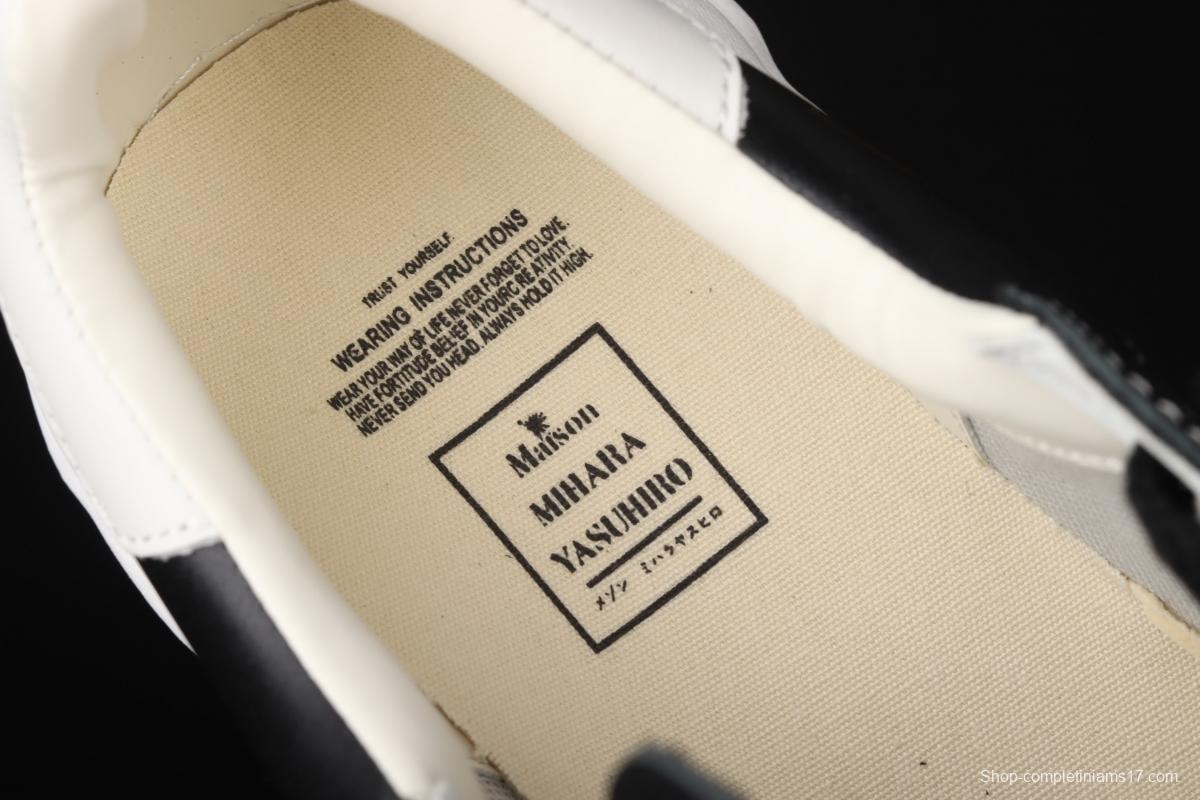 TRUST YOURSELF.
WEARING INSTRUCTIONS
WEAR YOUR WAY OF LIFE NEVER FORGET TO LOVE.
HAVE FORTITUDE BELIEF IN YOURC RE ATIVITY.
NEVER SEND YOU HEAD. ALWAYS HOLD IT HIGH.
Maison
MIHARA
YASUHIRO
メゾン ミハラヤスヒロ
Shop-completiniams17.com